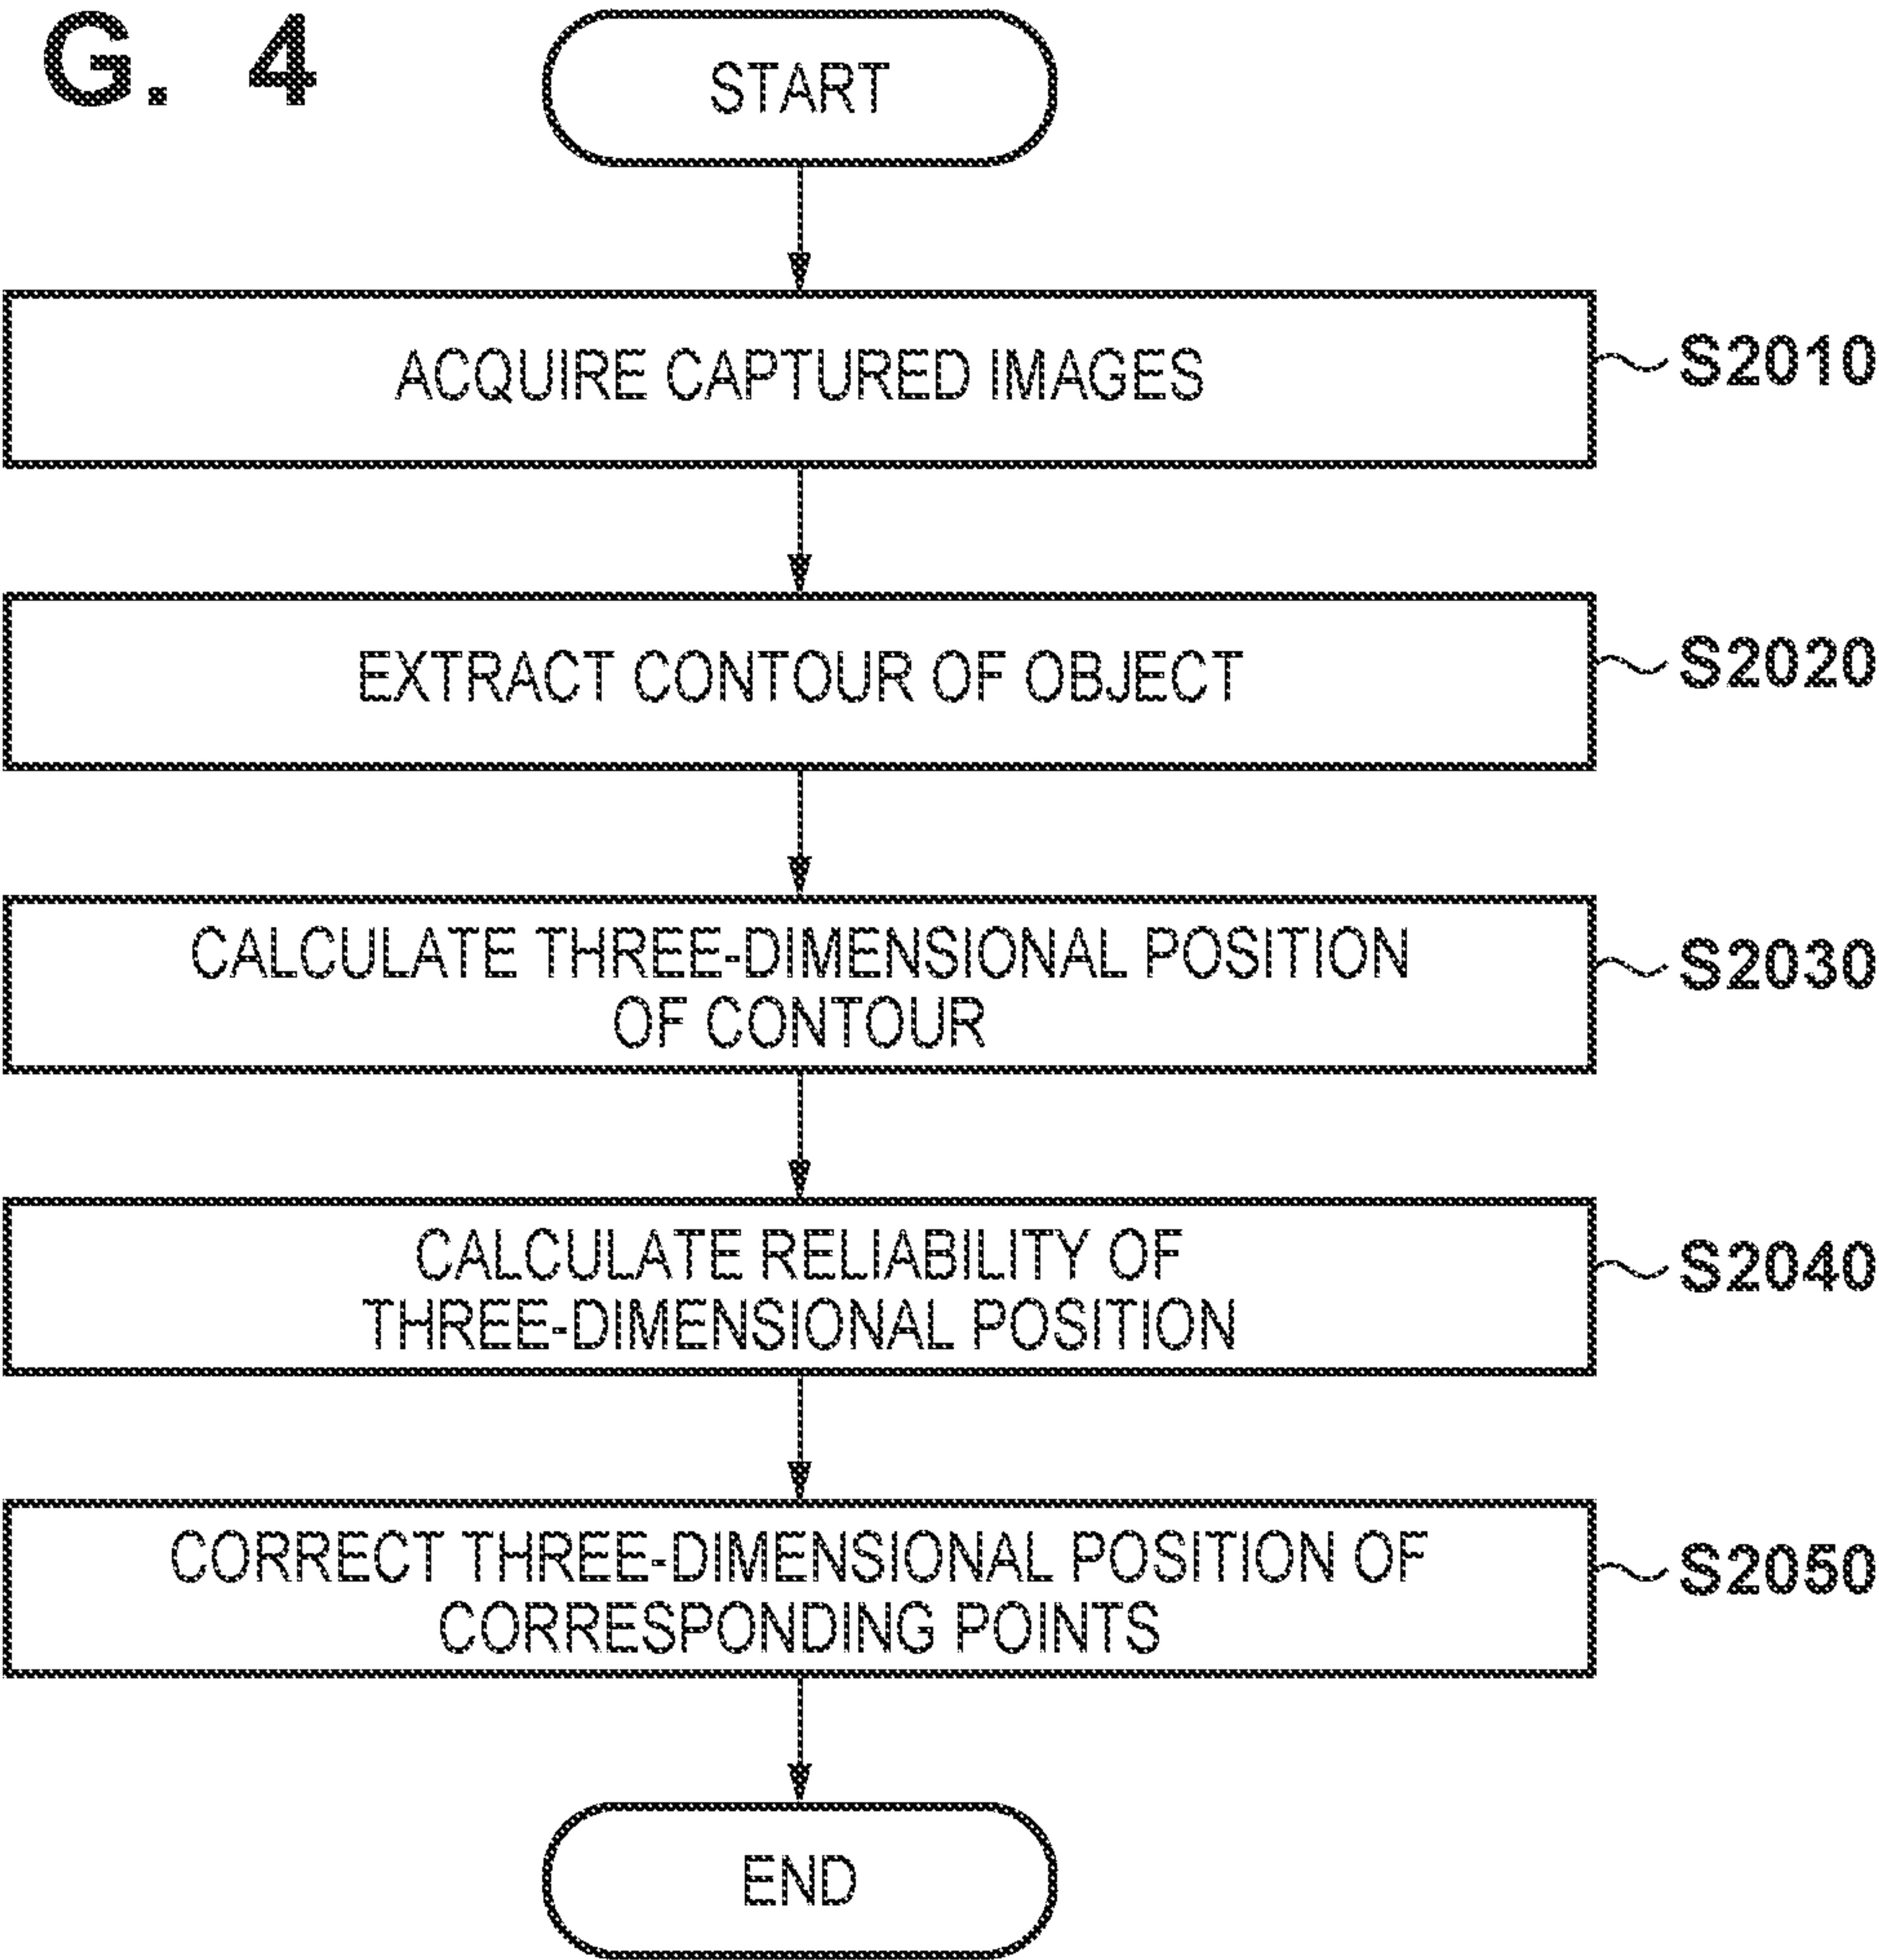 G. 4
START
ACQUIRE CAPTURED IMAGES
S2010
EXTRACT CONTOUR OF OBJECT
S2020
CALCULATE THREE-DIMENSIONAL POSITION
OF CONTOUR
S2030
CALCULATE RELIABILITY OF
THREE-DIMENSIONAL POSITION
S2040
CORRECT THREE-DIMENSIONAL POSITION OF
CORRESPONDING POINTS
S2050
END